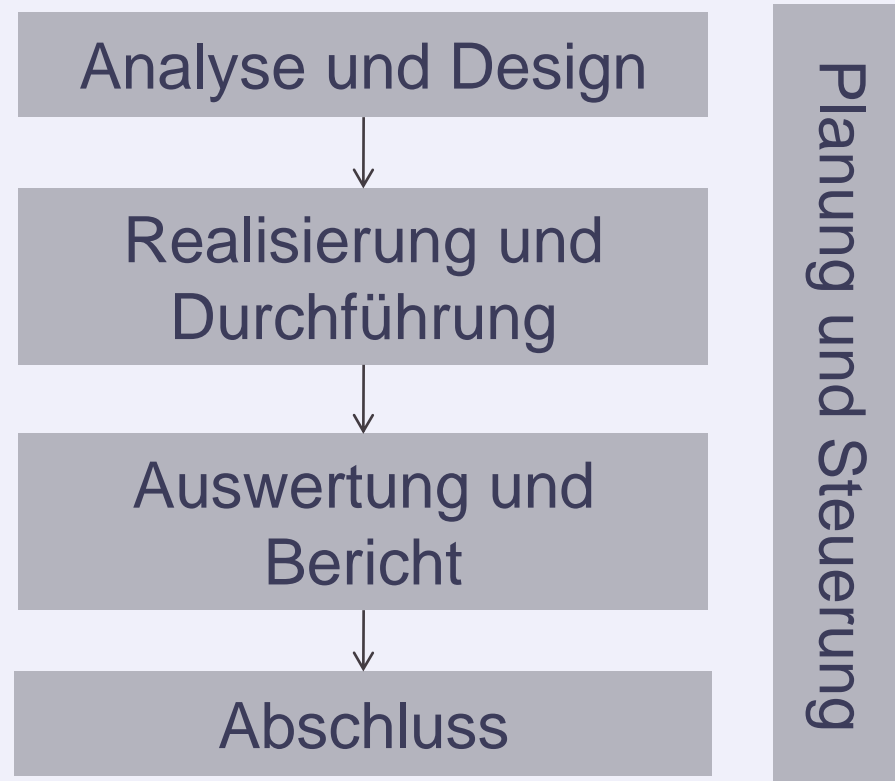 Analyse und Design
Realisierung und
Durchführung
Auswertung und
Bericht
Abschluss
Planung und Steuerung